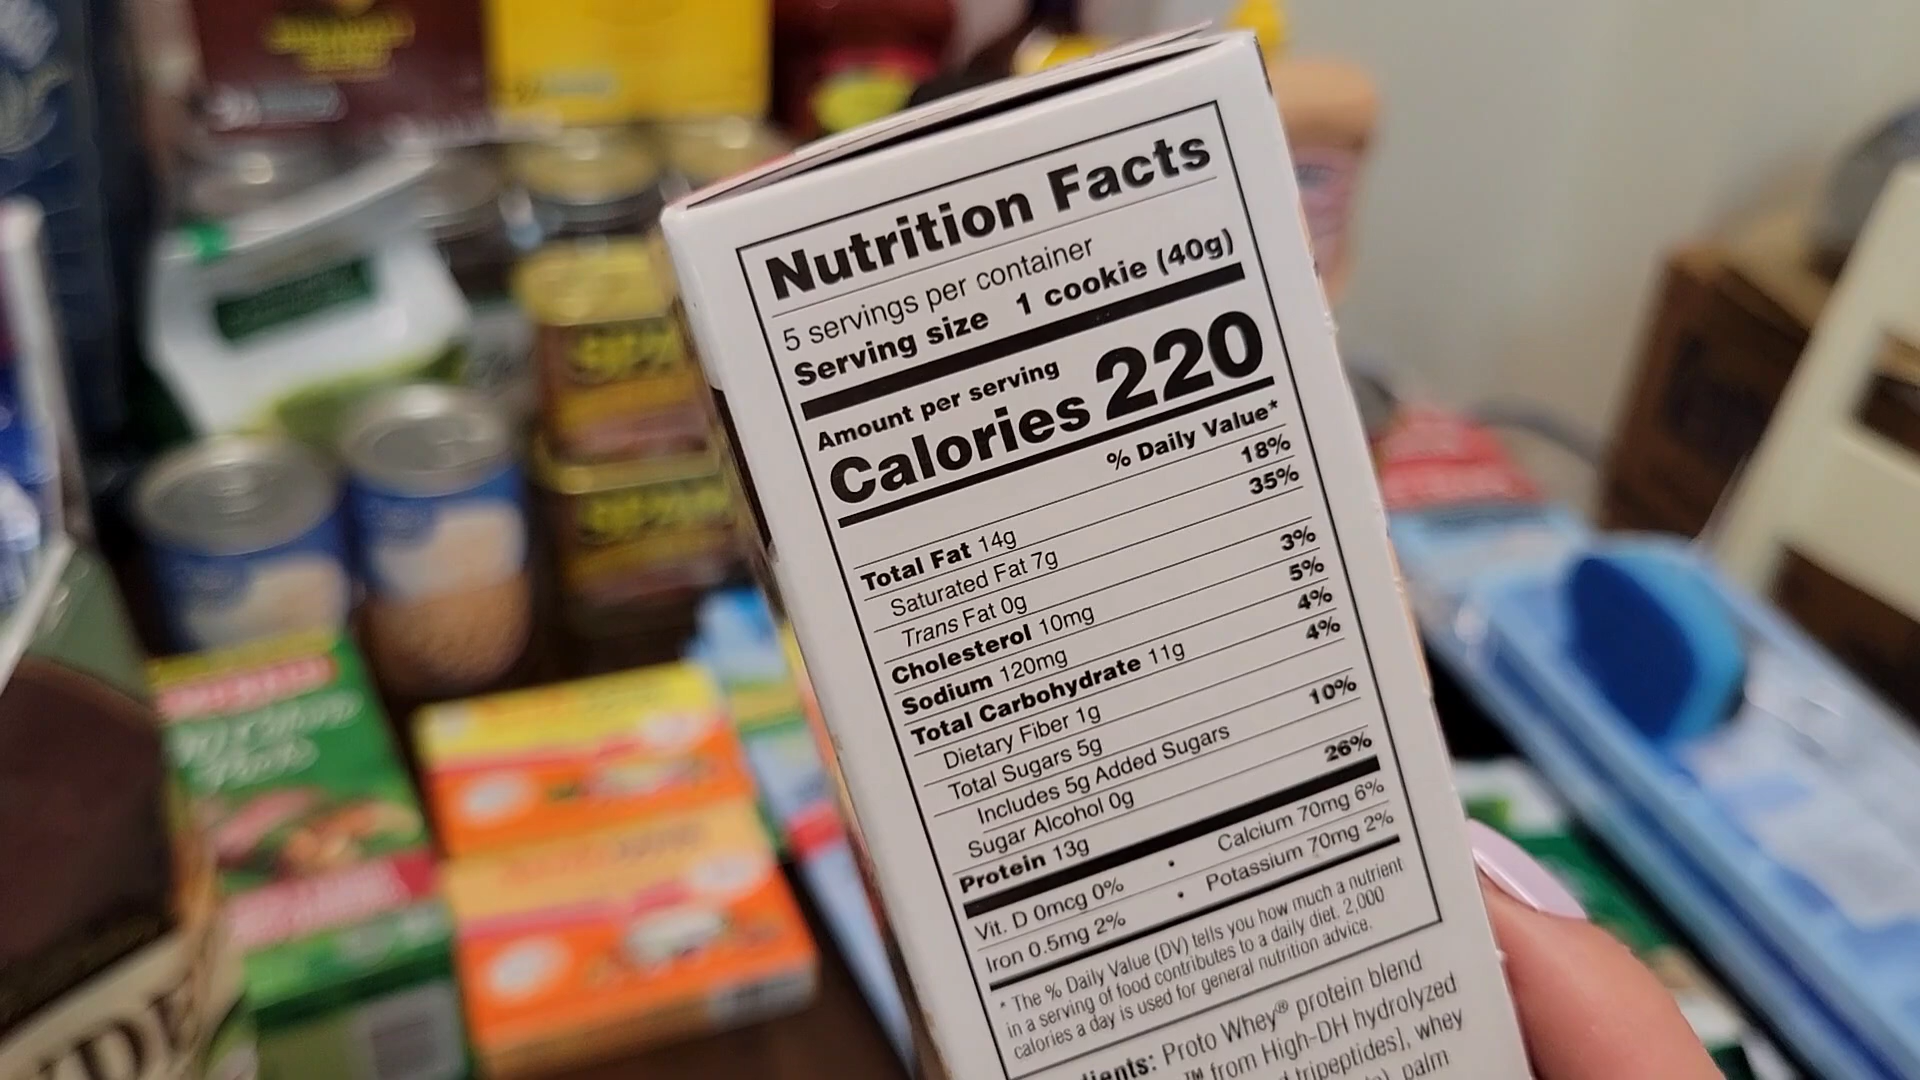 Nutrition Facts
5 servings per container
Serving size 1 cookie (40g)
Amount per serving
Calories 220
% Daily Value*
Total Fat 14g 18%
Saturated Fat 7g 35%
Trans Fat 0g
Cholesterol 10mg 3%
Sodium 120mg 5%
Total Carbohydrate 11g 4%
Dietary Fiber 1g 4%
Total Sugars 5g
Includes 5g Added Sugars 10%
Sugar Alcohol 0g
Protein 13g 26%
Vit. D 0mcg 0% • Calcium 70mg 6%
Iron 0.5mg 2% • Potassium 70mg 2%
* The % Daily Value (DV) tells you how much a nutrient
in a serving of food contributes to a daily diet. 2,000
calories a day is used for general nutrition advice.
Proto Whey® protein blend
™ from High-DH hydrolyzed
tripeptides], whey
palm